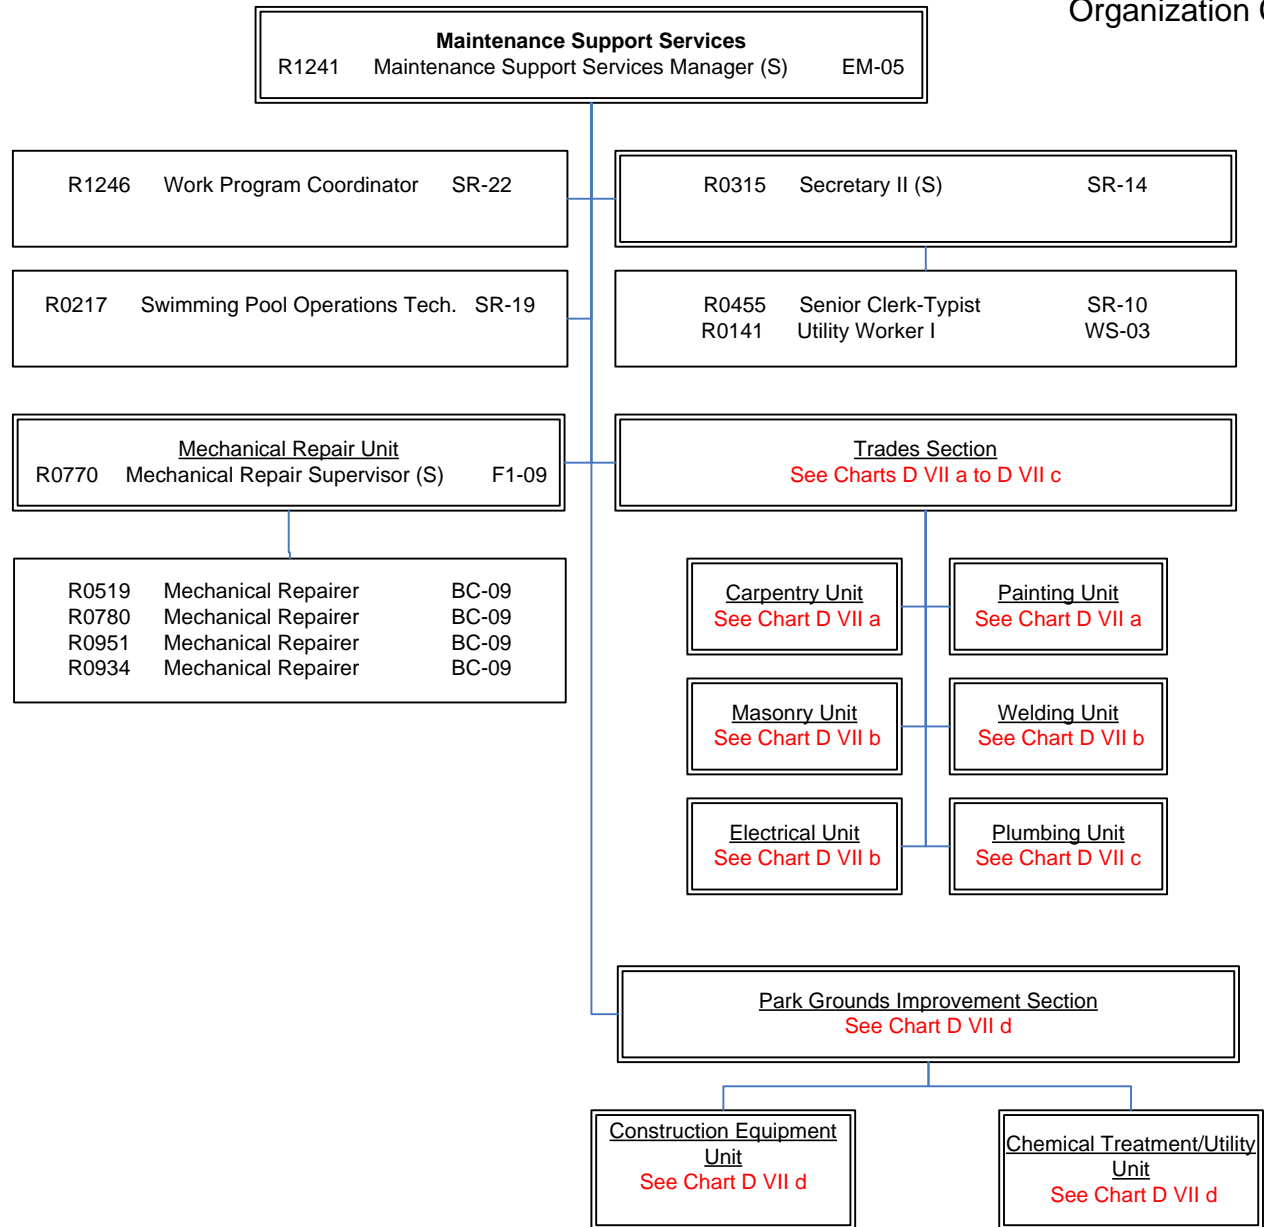 Organization
Maintenance Support Services
R1241 Maintenance Support Services Manager (S) EM-05
R1246 Work Program Coordinator SR-22
R0315 Secretary II (S) SR-14
R0217 Swimming Pool Operations Tech. SR-19
R0455 Senior Clerk-Typist SR-10
R0141 Utility Worker I WS-03
Mechanical Repair Unit
R0770 Mechanical Repair Supervisor (S) F1-09
Trades Section
See Charts D VII a to D VII c
R0519 Mechanical Repairer BC-09
R0780 Mechanical Repairer BC-09
R0951 Mechanical Repairer BC-09
R0934 Mechanical Repairer BC-09
Carpentry Unit
See Chart D VII a
Painting Unit
See Chart D VII a
Masonry Unit
See Chart D VII b
Welding Unit
See Chart D VII b
Electrical Unit
See Chart D VII b
Plumbing Unit
See Chart D VII c
Park Grounds Improvement Section
See Chart D VII d
Construction Equipment
Unit
See Chart D VII d
Chemical Treatment/Utility
Unit
See Chart D VII d